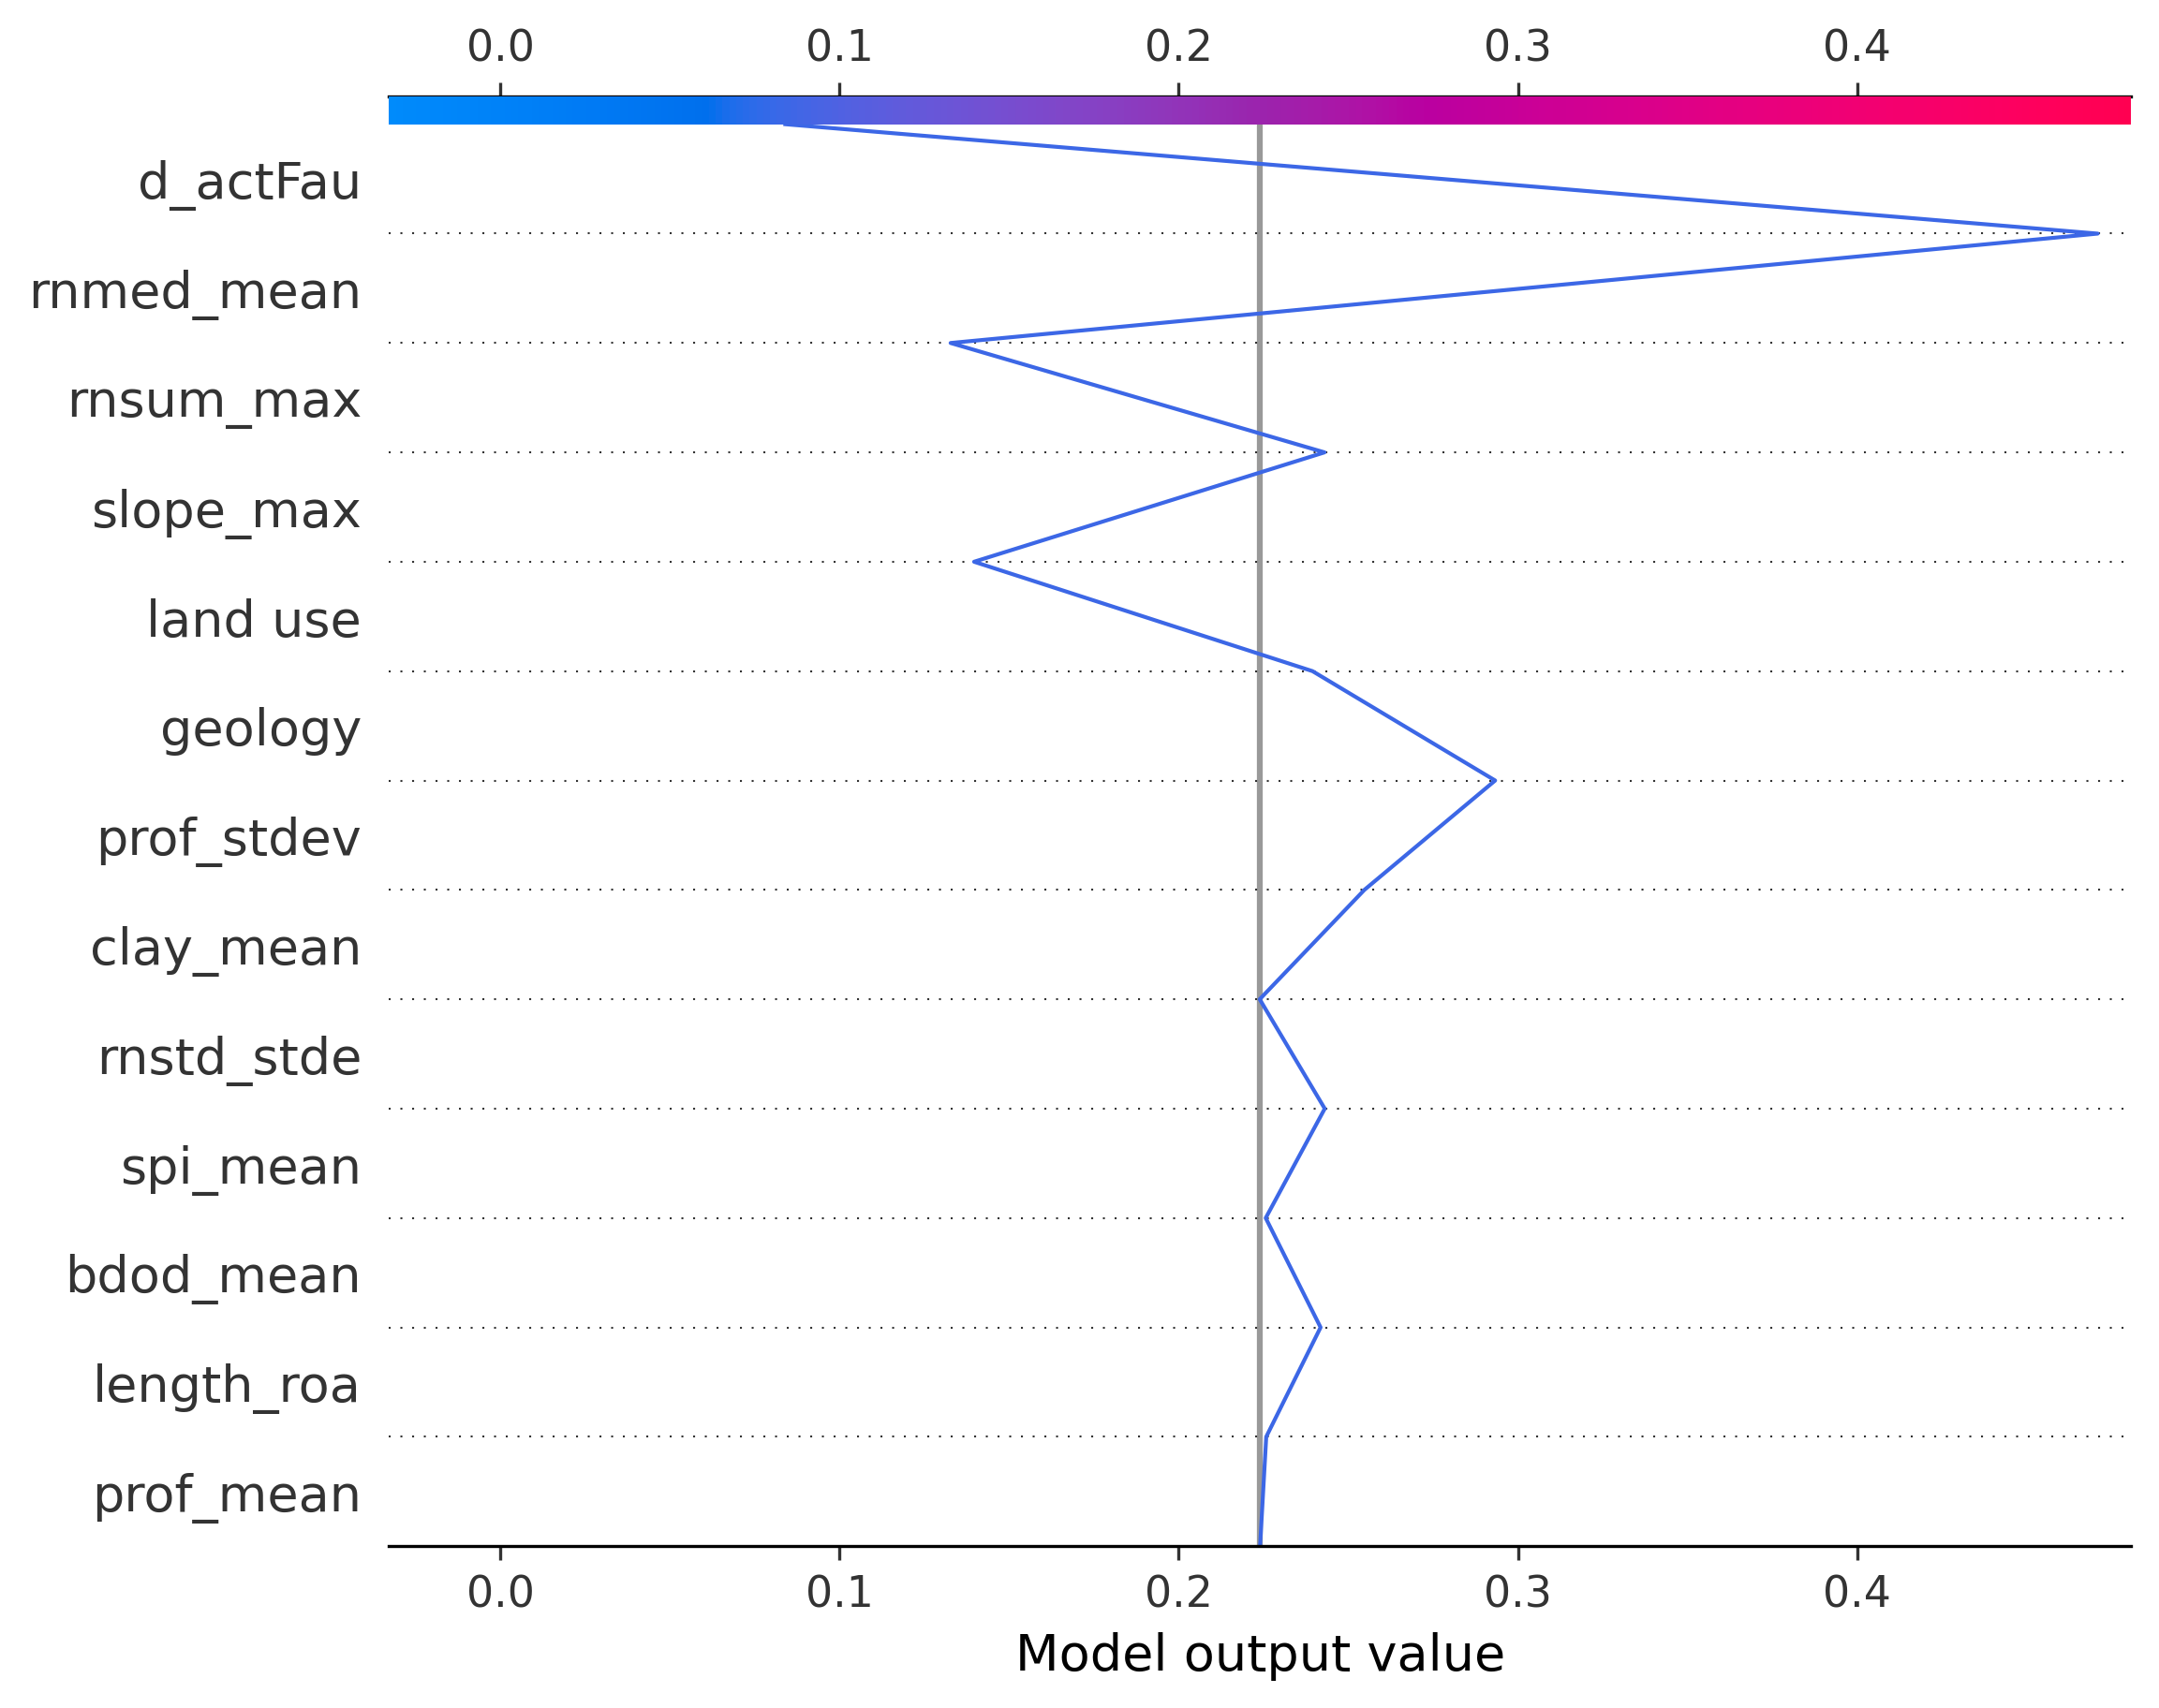 0.0 0.1 0.2 0.3 0.4
d_actFau
rnmed_mean
rnsum_max
slope_max
land use
geology
prof_stdev
clay_mean
rnstd_stde
spi_mean
bdod_mean
length_roa
prof_mean
0.0 0.1 0.2 0.3 0.4
Model output value